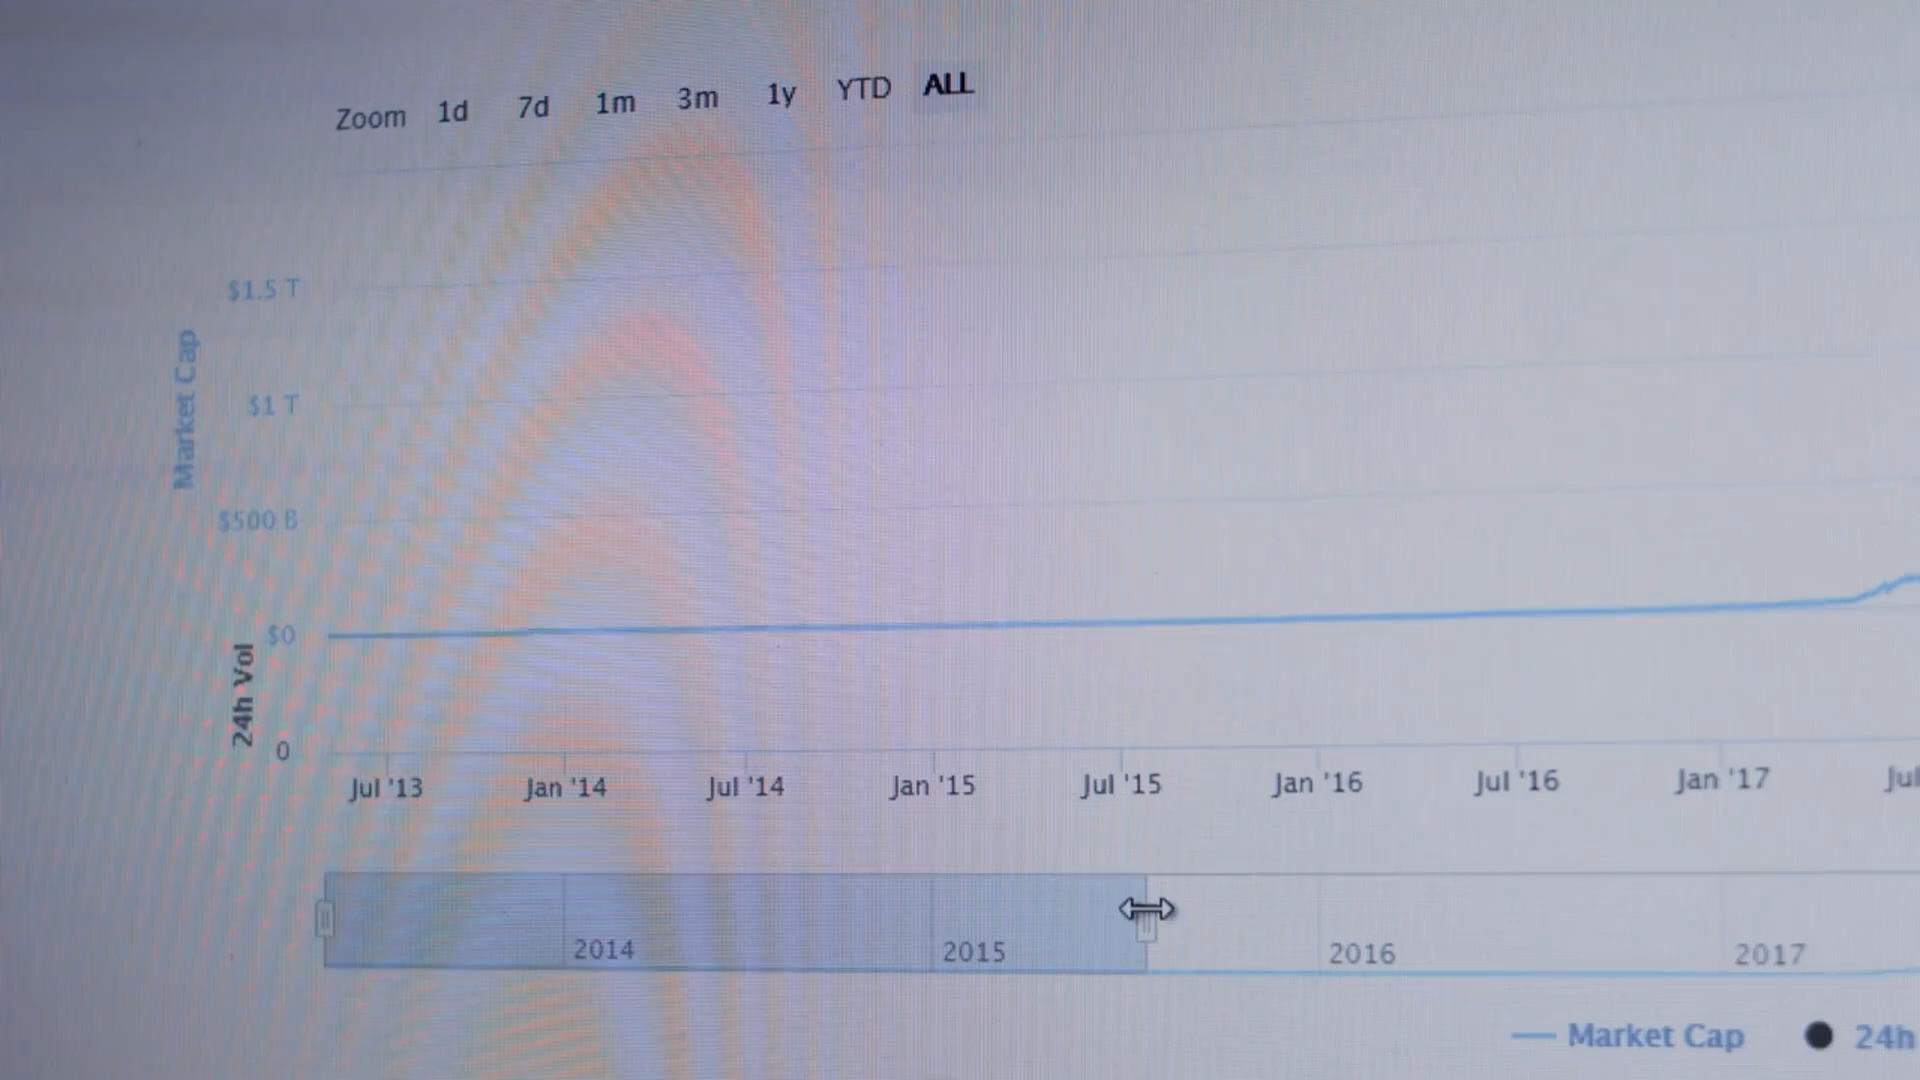 Zoom 1d 7d 1m 3m 1y YTD ALL
$1.5 T
$1 T
$500 B
$0
0
Market Cap
24h Vol
Jul '13 Jan '14 Jul '14 Jan '15 Jul '15 Jan '16 Jul '16 Jan '17 Jul
2014 2015 2016 2017
Market Cap 24h